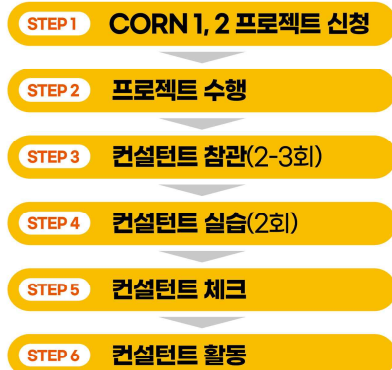 STEP 1 CORN 1, 2 프로젝트 신청
STEP 2 프로젝트 수행
STEP 3 컨설턴트 참관(2-3회)
STEP 4 컨설턴트 실습(2회)
STEP 5 컨설턴트 체크
STEP 6 컨설턴트 활동